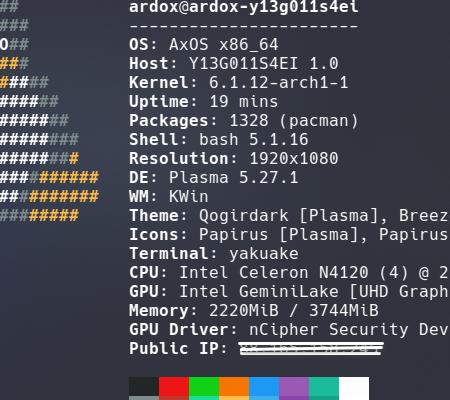 ##
ardox@ardox-y13g011s4el
###
-----------------------
O##
OS: AxOS x86_64
###
Host: Y13G011S4EI 1.0
#####
Kernel: 6.1.12-arch1-1
######
Uptime: 19 mins
#######
Packages: 1328 (pacman)
########
Shell: bash 5.1.16
########
Resolution: 1920x1080
##########
DE: Plasma 5.27.1
##########
WM: KWin
########
Theme: Qogirdark [Plasma], Breez
Icons: Papirus [Plasma], Papirus
Terminal: yakuake
CPU: Intel Celeron N4120 (4) @ 2
GPU: Intel GeminiLake [UHD Graph
Memory: 2220MiB / 3744MiB
GPU Driver: nCipher Security Dev
Public IP: